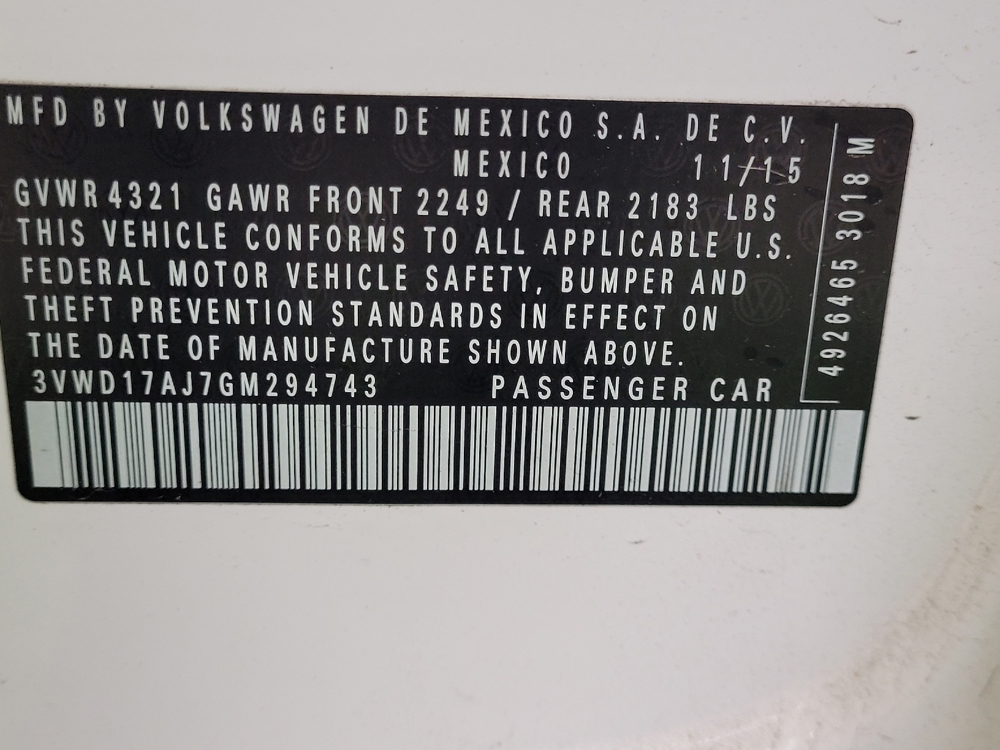 MFD BY VOLKSWAGEN DE MEXICO S.A. DE C.V.
MEXICO 11/15
GVWR 4321 GAWR FRONT 2249 / REAR 2183 LBS
THIS VEHICLE CONFORMS TO ALL APPLICABLE U.S.
FEDERAL MOTOR VEHICLE SAFETY, BUMPER AND
THEFT PREVENTION STANDARDS IN EFFECT ON
THE DATE OF MANUFACTURE SHOWN ABOVE.
3VWD17AJ7GM294743 PASSENGER CAR
4926465 3018 M